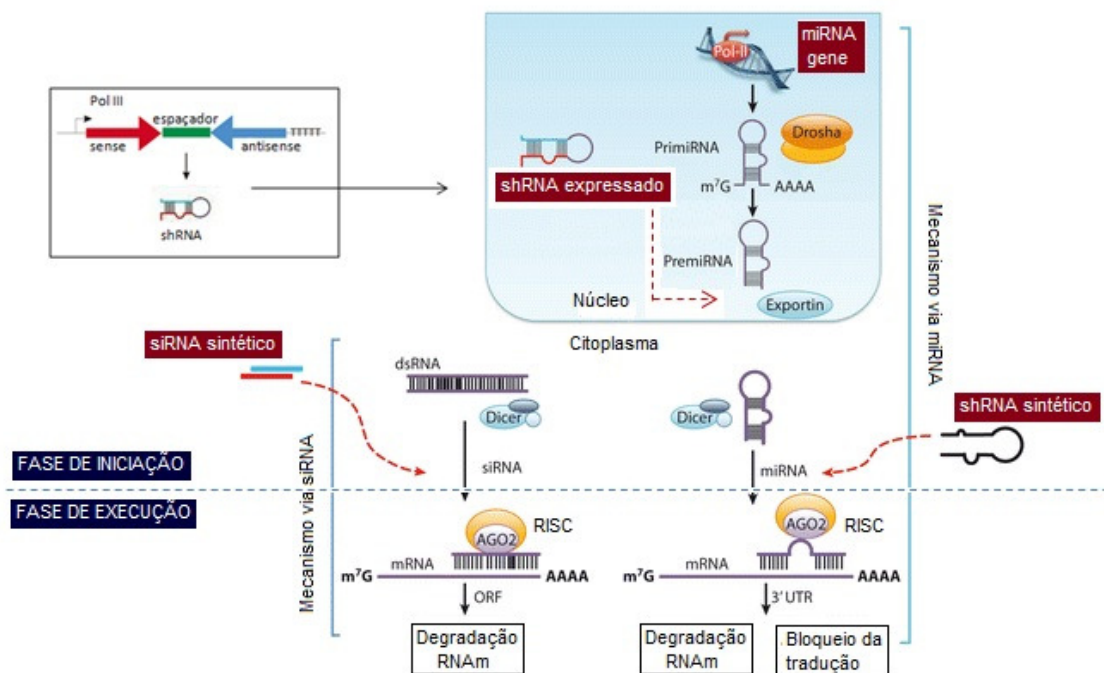 Pol III
espaçador
sense
antisense
TTTTT
shRNA
Pol-II
miRNA
gene
Drosha
PrimiRNA
m⁷G
AAAA
shRNA expressado
PremiRNA
Núcleo
Exportin
Citoplasma
Mecanismo via miRNA
siRNA sintético
dsRNA
Dicer
siRNA
Dicer
miRNA
shRNA sintético
FASE DE INICIAÇÃO
FASE DE EXECUÇÃO
Mecanismo via siRNA
AGO2
RISC
m⁷G
mRNA
AAAA
ORF
Degradação
RNAm
AGO2
RISC
m⁷G
mRNA
AAAA
3' UTR
Degradação
RNAm
Bloqueio da
tradução